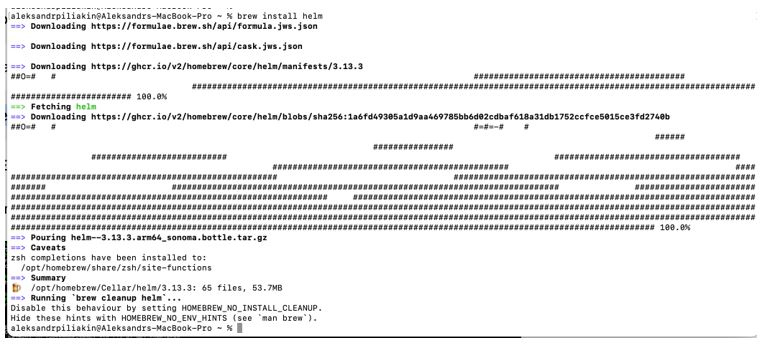 aleksandrpiliakin@Aleksandrs-MacBook-Pro ~ % brew install helm
==> Downloading https://formulae.brew.sh/api/formula.jws.json
==> Downloading https://formulae.brew.sh/api/cask.jws.json
==> Downloading https://ghcr.io/v2/homebrew/core/helm/manifests/3.13.3
##O=#   #
######################## 100.0%
==> Fetching helm
==> Downloading https://ghcr.io/v2/homebrew/core/helm/blobs/sha256:1a6fd49305a1d9aa469785bb6d02cdbaf618a31db1752ccfce5015ce3fd2740b
##O=#   # #=#=-#   #
100.0%
==> Pouring helm--3.13.3.arm64_sonoma.bottle.tar.gz
==> Caveats
zsh completions have been installed to:
  /opt/homebrew/share/zsh/site-functions
==> Summary
🍺  /opt/homebrew/Cellar/helm/3.13.3: 65 files, 53.7MB
==> Running `brew cleanup helm`...
Disable this behaviour by setting HOMEBREW_NO_INSTALL_CLEANUP.
Hide these hints with HOMEBREW_NO_ENV_HINTS (see `man brew`).
aleksandrpiliakin@Aleksandrs-MacBook-Pro ~ %